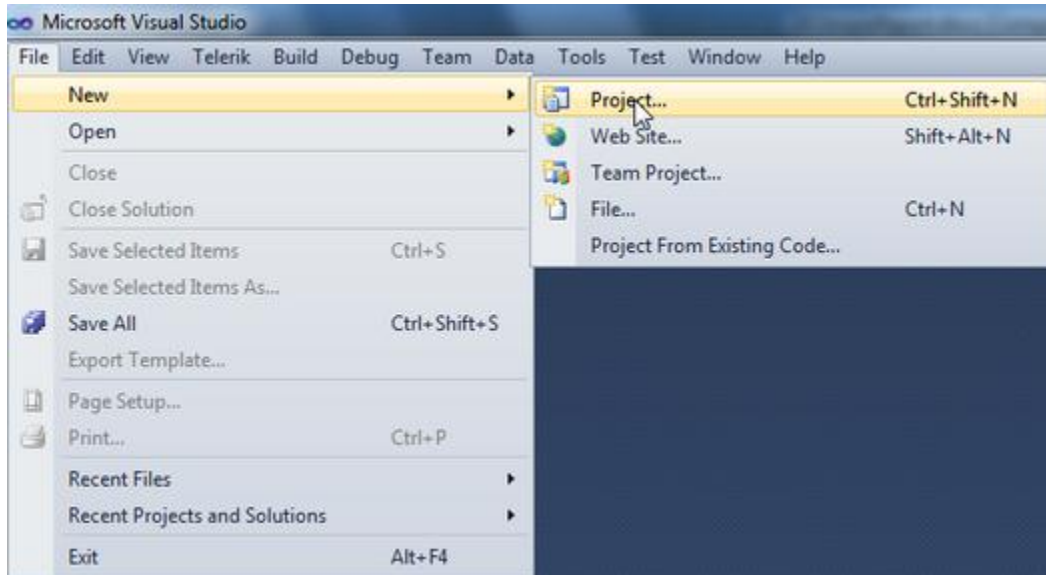 Microsoft Visual Studio
File Edit View Telerik Build Debug Team Data Tools Test Window Help
New
Open
Close
Close Solution
Save Selected Items Ctrl+S
Save Selected Items As...
Save All Ctrl+Shift+S
Export Template...
Page Setup...
Print... Ctrl+P
Recent Files
Recent Projects and Solutions
Exit Alt+F4
Project... Ctrl+Shift+N
Web Site... Shift+Alt+N
Team Project...
File... Ctrl+N
Project From Existing Code...